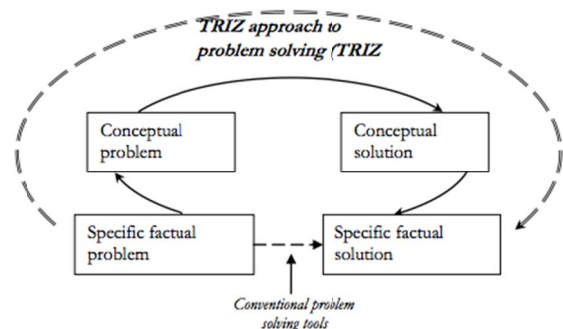 TRIZ approach to
problem solving (TRIZ
Conceptual
problem
Conceptual
solution
Specific factual
problem
Specific factual
solution
Conventional problem
solving tools